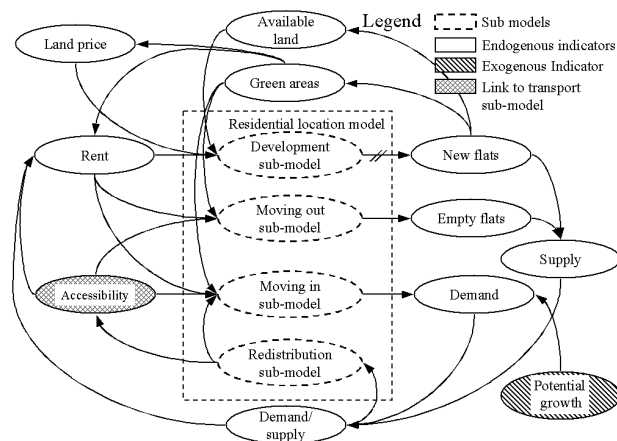 Available
land
Legend
Sub models
Endogenous indicators
Exogenous Indicator
Link to transport
sub-model
Land price
Green areas
Residential location model
Rent
Development
sub-model
New flats
Moving out
sub-model
Empty flats
Supply
Accessibility
Moving in
sub-model
Demand
Redistribution
sub-model
Potential
growth
Demand/
supply